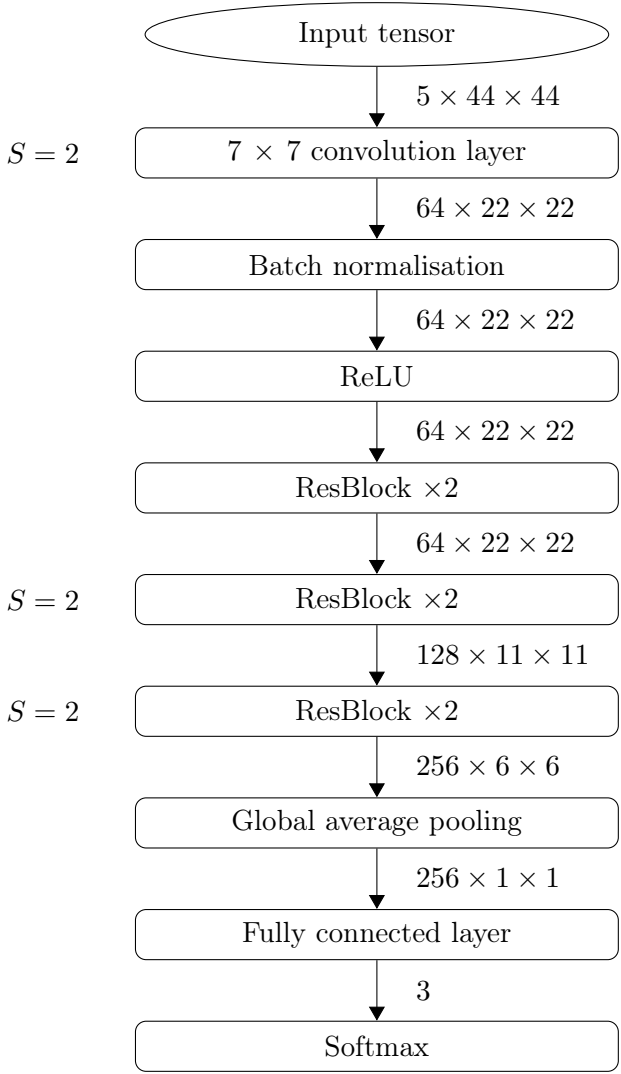 Input tensor
5 × 44 × 44
S = 2
7 × 7 convolution layer
64 × 22 × 22
Batch normalisation
64 × 22 × 22
ReLU
64 × 22 × 22
ResBlock ×2
64 × 22 × 22
S = 2
ResBlock ×2
128 × 11 × 11
S = 2
ResBlock ×2
256 × 6 × 6
Global average pooling
256 × 1 × 1
Fully connected layer
3
Softmax